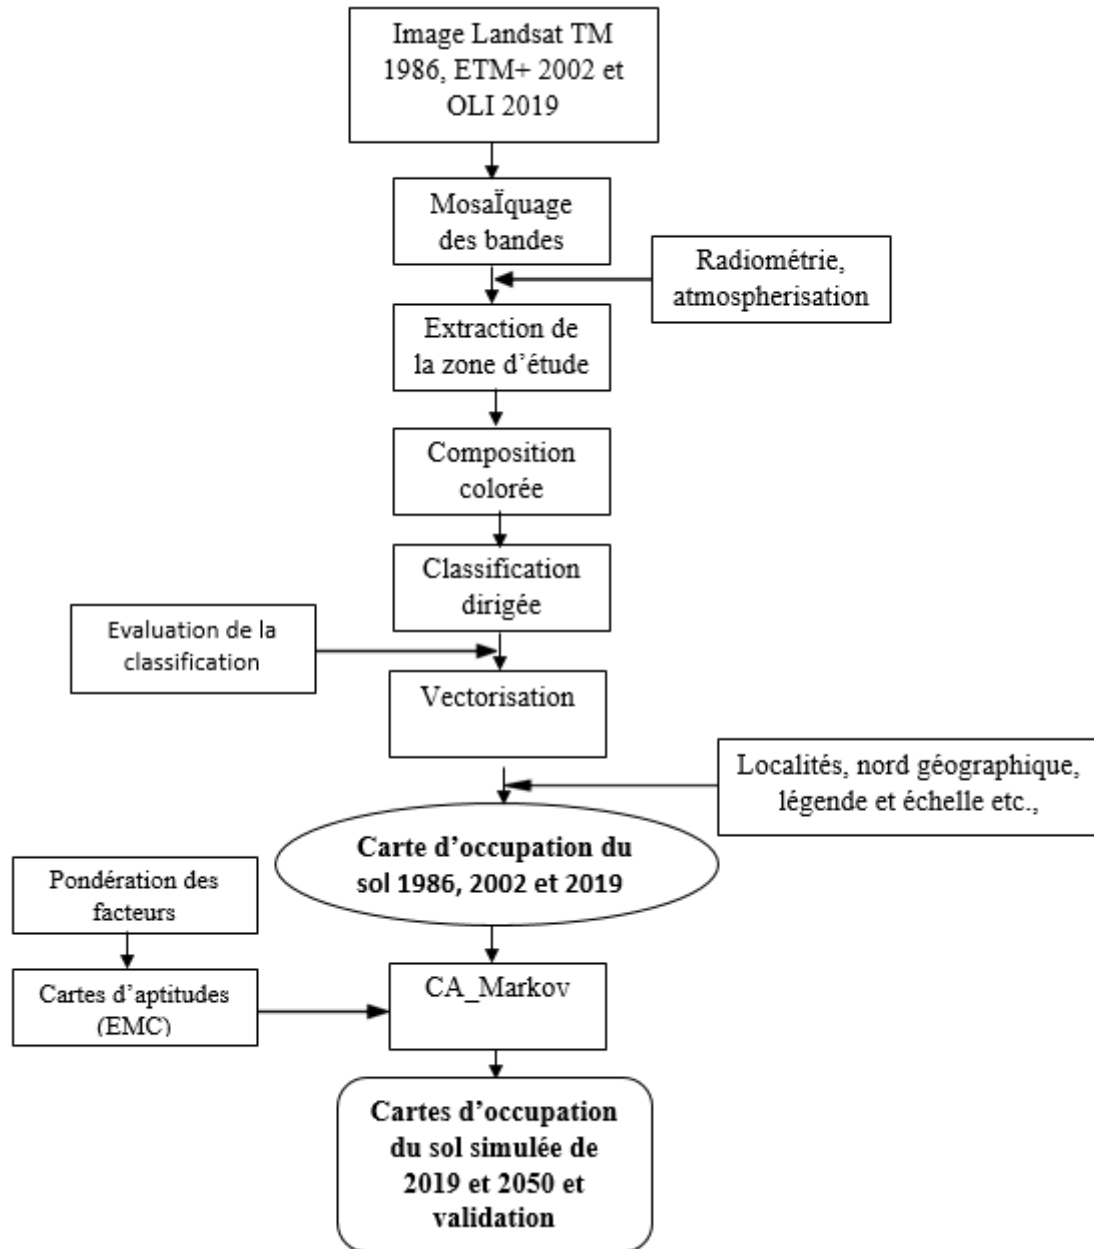 Image Landsat TM
1986, ETM+ 2002 et
OLI 2019
MosaÏquage
des bandes
Radiométrie,
atmospherisation
Extraction de
la zone d’étude
Composition
colorée
Classification
dirigée
Evaluation de la
classification
Vectorisation
Localités, nord géographique,
légende et échelle etc.,
Carte d’occupation du
sol 1986, 2002 et 2019
Pondération des
facteurs
Cartes d’aptitudes
(EMC)
CA_Markov
Cartes d’occupation
du sol simulée de
2019 et 2050 et
validation